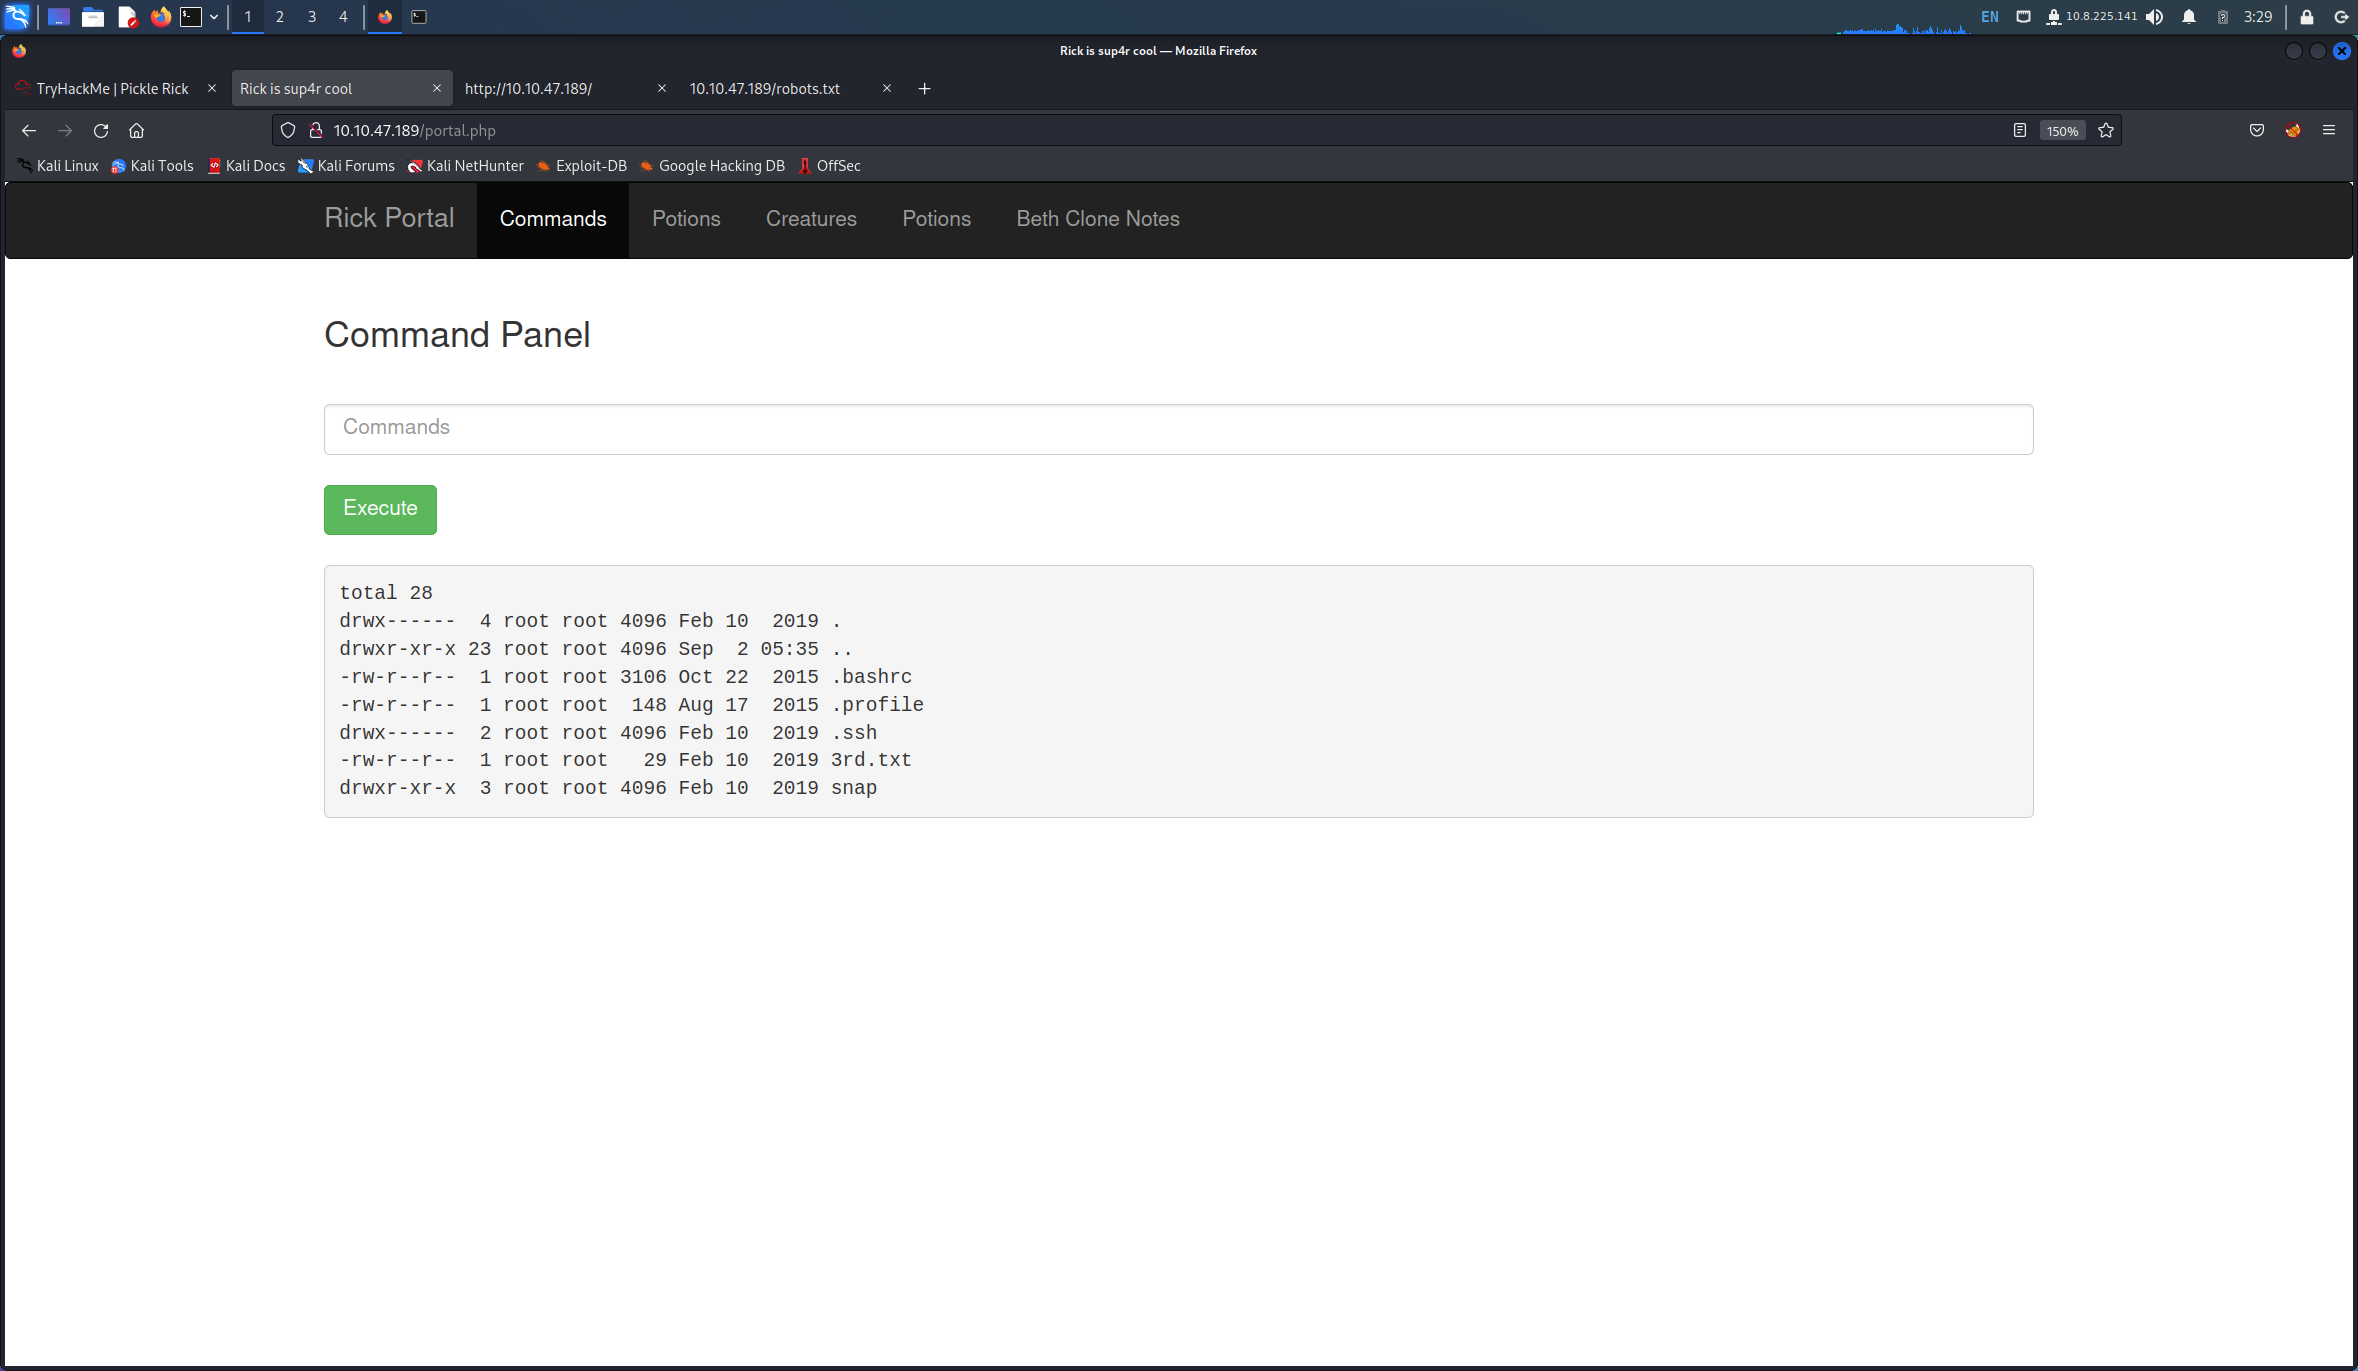 1 2 3 4 EN 10.8.225.141 3:29
Rick is sup4r cool — Mozilla Firefox
TryHackMe | Pickle Rick Rick is sup4r cool http://10.10.47.189/ 10.10.47.189/robots.txt
10.10.47.189/portal.php 150%
Kali Linux Kali Tools Kali Docs Kali Forums Kali NetHunter Exploit-DB Google Hacking DB OffSec
Rick Portal Commands Potions Creatures Potions Beth Clone Notes
Command Panel
Commands
Execute
total 28
drwx------  4 root root 4096 Feb 10  2019 .
drwxr-xr-x 23 root root 4096 Sep  2 05:35 ..
-rw-r--r--  1 root root 3106 Oct 22  2015 .bashrc
-rw-r--r--  1 root root  148 Aug 17  2015 .profile
drwx------  2 root root 4096 Feb 10  2019 .ssh
-rw-r--r--  1 root root   29 Feb 10  2019 3rd.txt
drwxr-xr-x  3 root root 4096 Feb 10  2019 snap